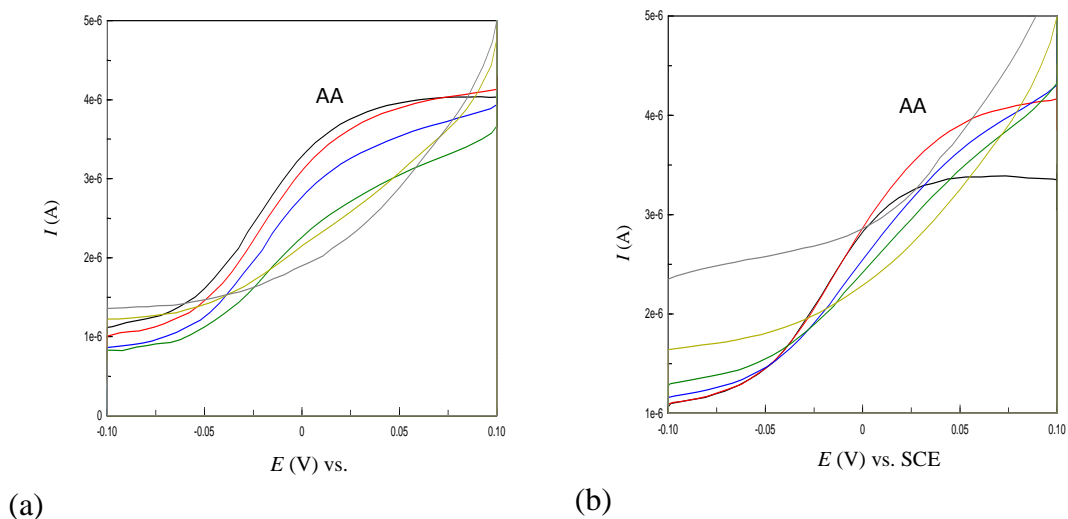 5e-6
4e-6
3e-6
2e-6
1e-6
0
I (A)
AA
-0.10
-0.05
0
0.05
0.10
E (V) vs.
(a)
5e-6
4e-6
3e-6
2e-6
1e-6
I (A)
AA
-0.10
-0.05
0
0.05
0.10
E (V) vs. SCE
(b)